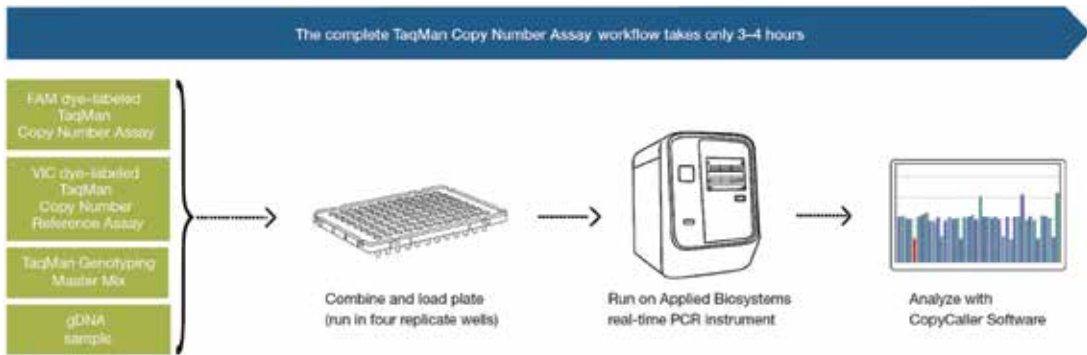 The complete TaqMan Copy Number Assay workflow takes only 3–4 hours
FAM dye–labeled
TaqMan
Copy Number Assay
VIC dye–labeled
TaqMan
Copy Number
Reference Assay
TaqMan Genotyping
Master Mix
gDNA
sample
Combine and load plate
(run in four replicate wells)
Run on Applied Biosystems
real-time PCR instrument
Analyze with
CopyCaller Software